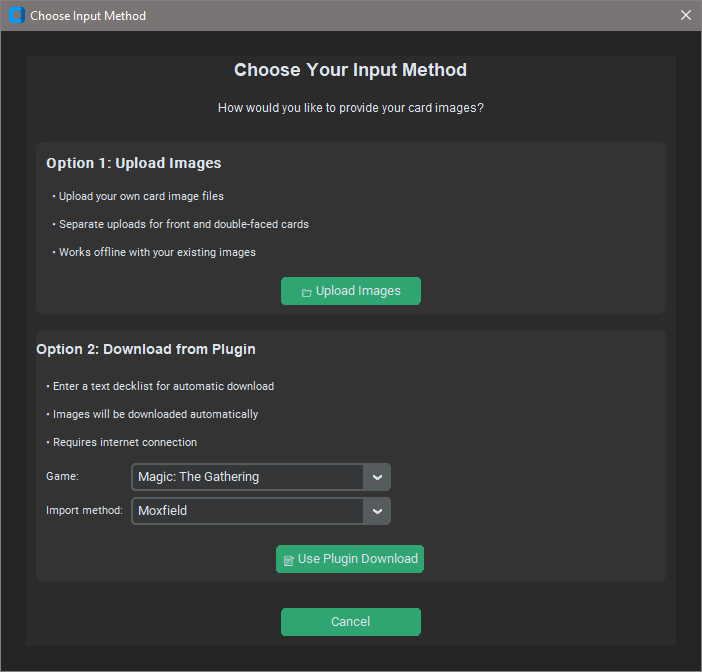 Choose Input Method
Choose Your Input Method
How would you like to provide your card images?
Option 1: Upload Images
• Upload your own card image files
• Separate uploads for front and double-faced cards
• Works offline with your existing images
Upload Images
Option 2: Download from Plugin
• Enter a text decklist for automatic download
• Images will be downloaded automatically
• Requires internet connection
Game: Magic: The Gathering
Import method: Moxfield
Use Plugin Download
Cancel